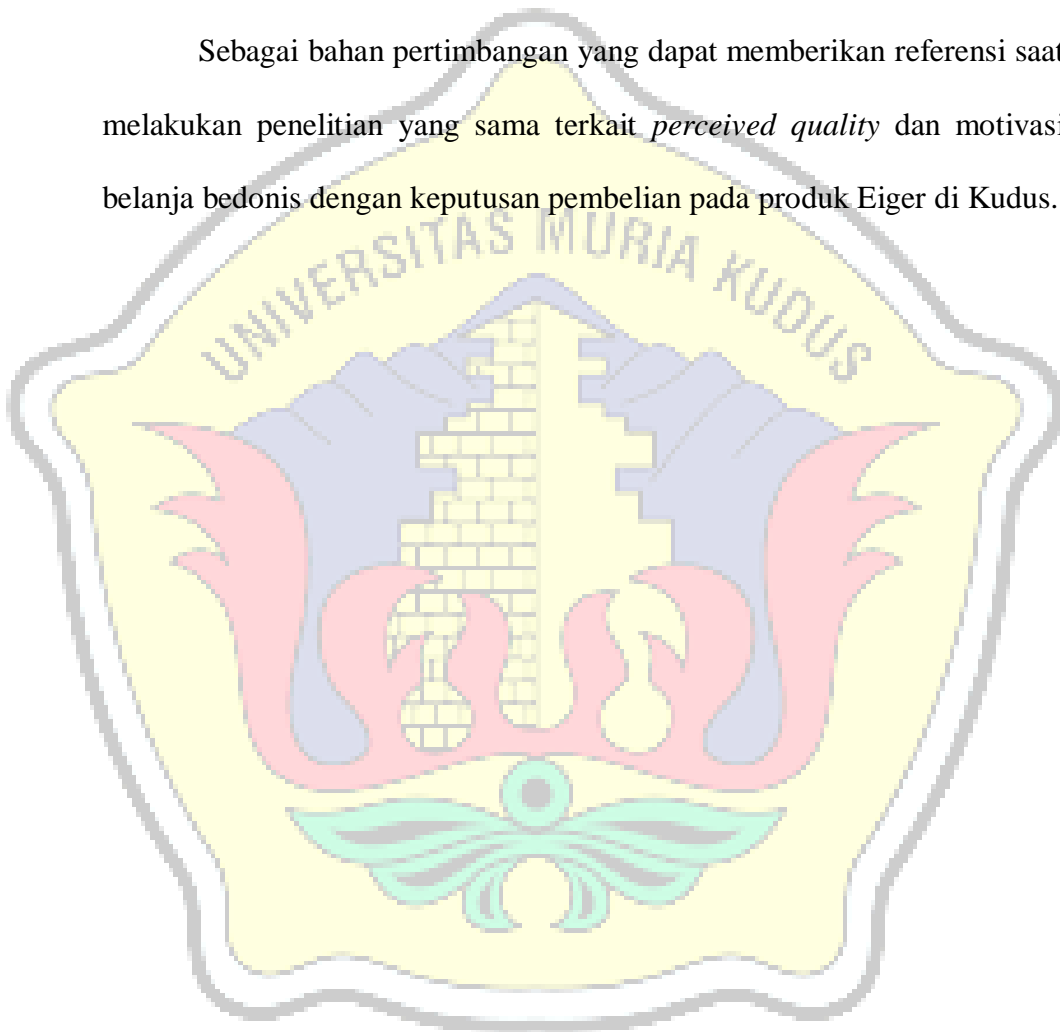 Sebagai bahan pertimbangan yang dapat memberikan referensi saat
melakukan penelitian yang sama terkait perceived quality dan motivasi
belanja bedonis dengan keputusan pembelian pada produk Eiger di Kudus.
UNIVERSITAS MURIA KUDUS